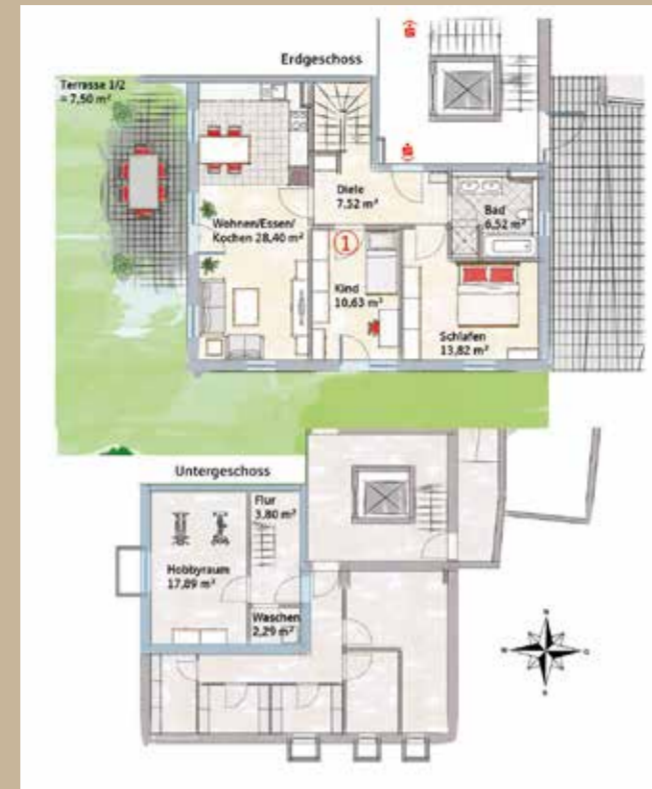 Erdgeschoss
Terrasse 1/2
= 7,50 m²
Diele
7,52 m²
Bad
6,52 m²
Wohnen/Essen/
Kochen 28,40 m²
1
Kind
10,63 m²
Schlafen
13,82 m²
Untergeschoss
Flur
3,80 m²
Hobbyraum
17,89 m²
Waschen
2,29 m²